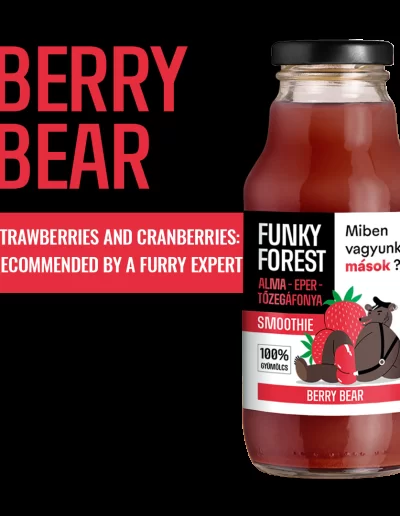 BERRY
BEAR
TRAWBERRIES AND CRANBERRIES:
ECOMMENDED BY A FURRY EXPERT
FUNKY
FOREST
ALMA - EPER -
TŐZEGÁFONYA
SMOOTHIE
100%
GYÜMÖLCS
Miben
vagyunk
mások?
BERRY BEAR